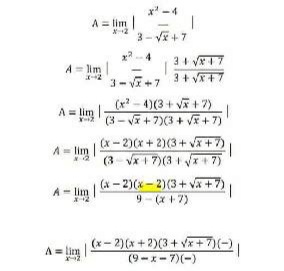 A = lim x→2 | x² − 4 / 3 − √x + 7 |
A = lim x→2 | x² − 4 / 3 − √x + 7 | 3 + √x + 7 / 3 + √x + 7
A = lim x→2 | (x² − 4)(3 + √x + 7) / (3 − √x + 7)(3 + √x + 7) |
A = lim x→2 | (x − 2)(x + 2)(3 + √x + 7) / (3 − √x + 7)(3 + √x + 7) |
A = lim x→2 | (x − 2)(x − 2)(3 + √x + 7) / 9 − (x + 7) |
A = lim x→2 | (x − 2)(x + 2)(3 + √x + 7)(−) / (9 − x − 7)(−) |